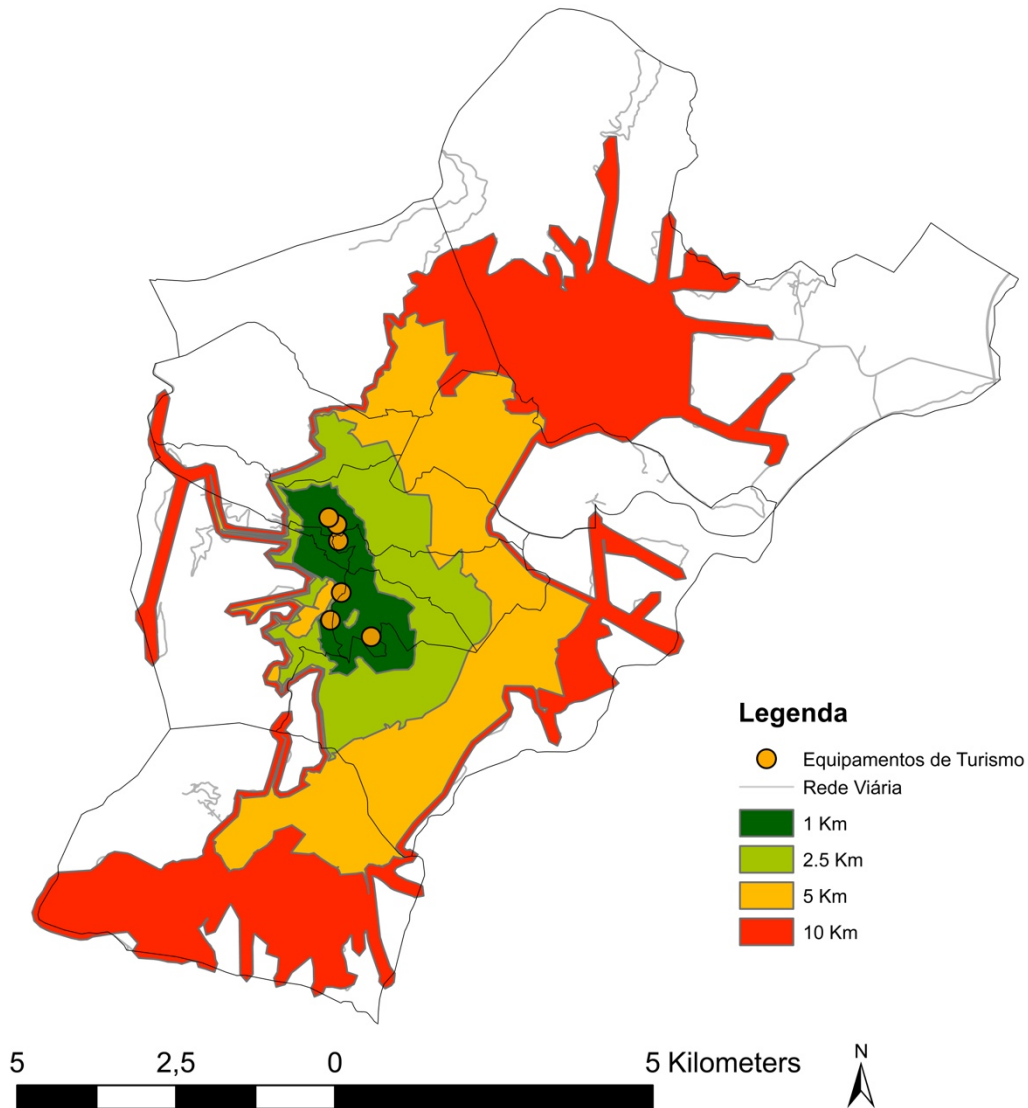 Legenda
Equipamentos de Turismo
Rede Viária
1 Km
2.5 Km
5 Km
10 Km
5 2,5 0 5 Kilometers
N